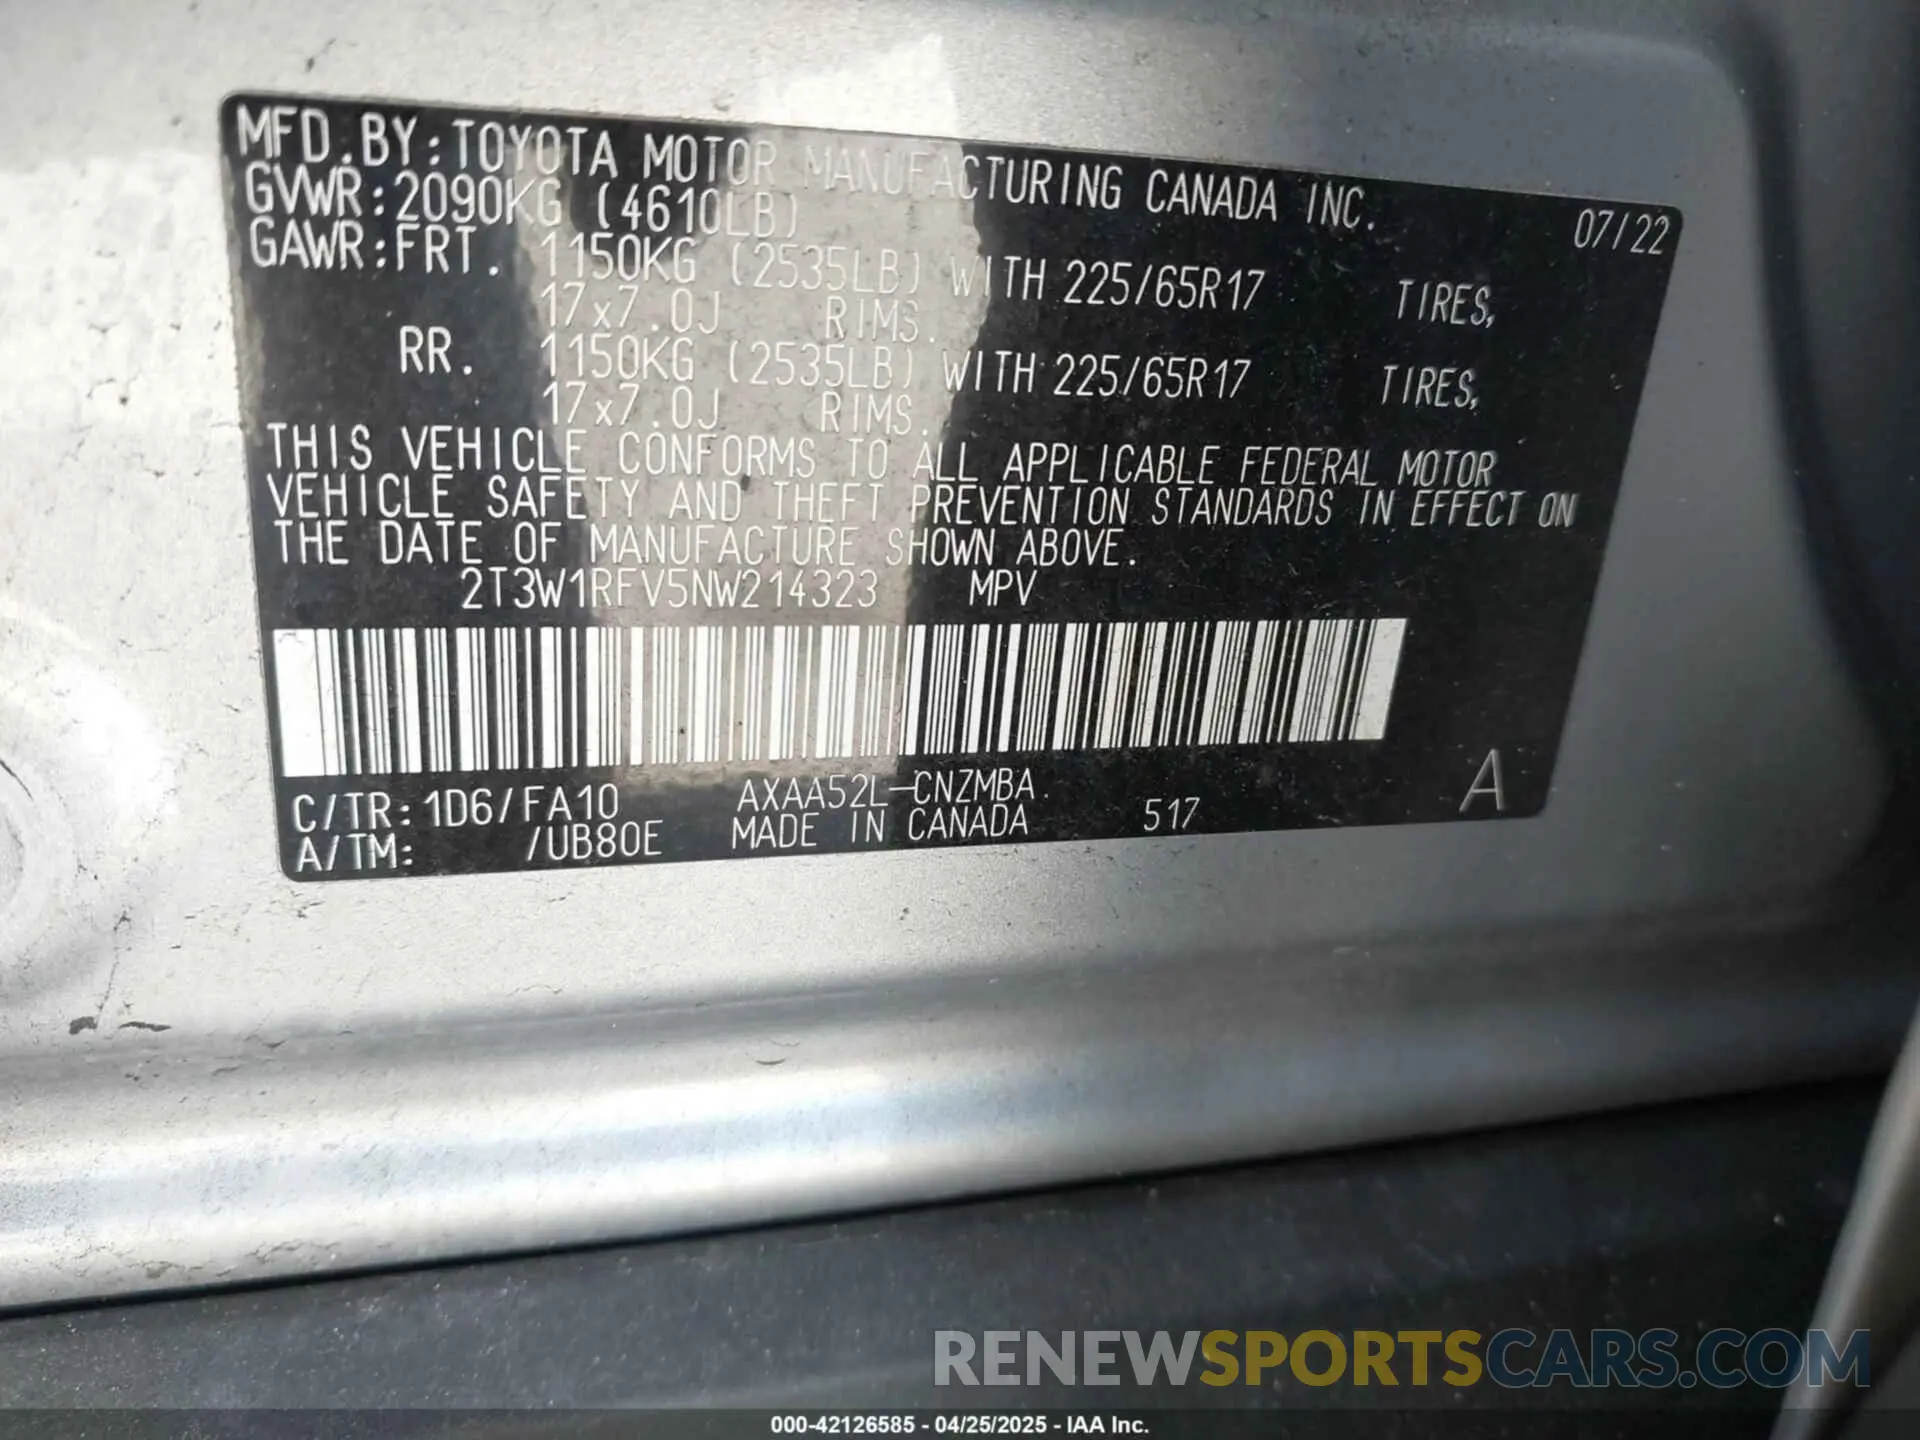 MFD.BY:TOYOTA MOTOR MANUFACTURING CANADA INC. 07/22
GVWR:2090KG (4610LB)
GAWR:FRT. 1150KG (2535LB) WITH 225/65R17 TIRES,
17x7.0J RIMS.
RR. 1150KG (2535LB) WITH 225/65R17 TIRES,
17x7.0J RIMS.
THIS VEHICLE CONFORMS TO ALL APPLICABLE FEDERAL MOTOR
VEHICLE SAFETY AND THEFT PREVENTION STANDARDS IN EFFECT ON
THE DATE OF MANUFACTURE SHOWN ABOVE.
2T3W1RFV5NW214323 MPV
C/TR:1D6/FA10 AXAA52L-CNZMBA
A/TM: /UB80E MADE IN CANADA 517 A
RENEWSPORTSCARS.COM
000-42126585 - 04/25/2025 - IAA Inc.